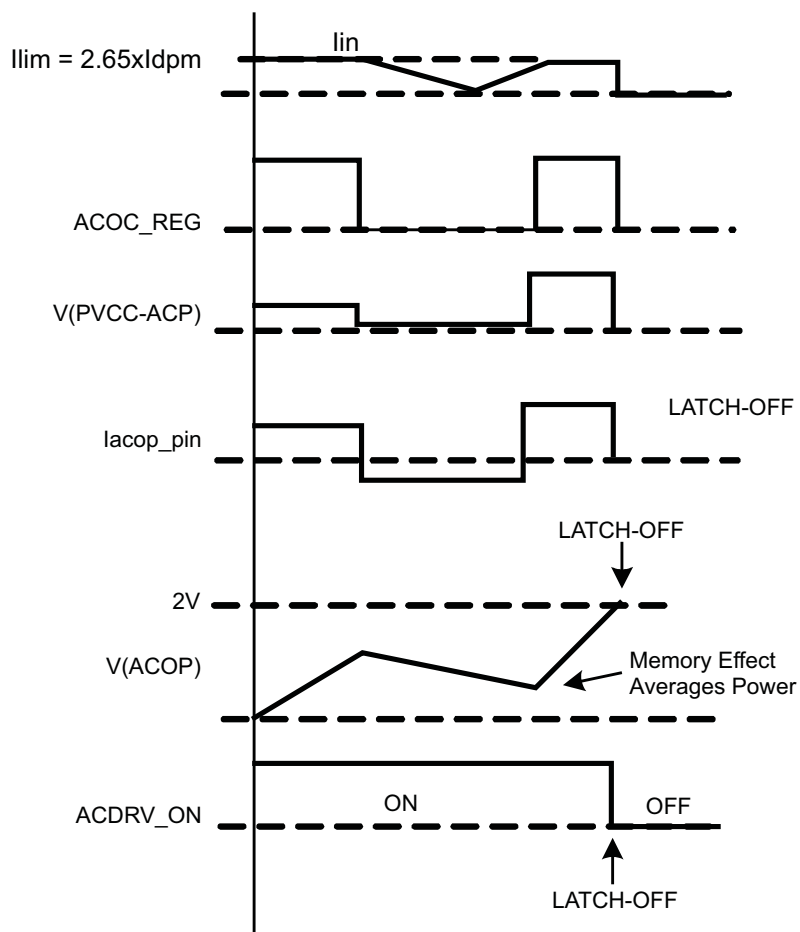 Iin
Ilim = 2.65xIdpm
ACOC_REG
V(PVCC-ACP)
LATCH-OFF
Iacop_pin
LATCH-OFF
2V
V(ACOP)
Memory Effect
Averages Power
ON
OFF
ACDRV_ON
LATCH-OFF